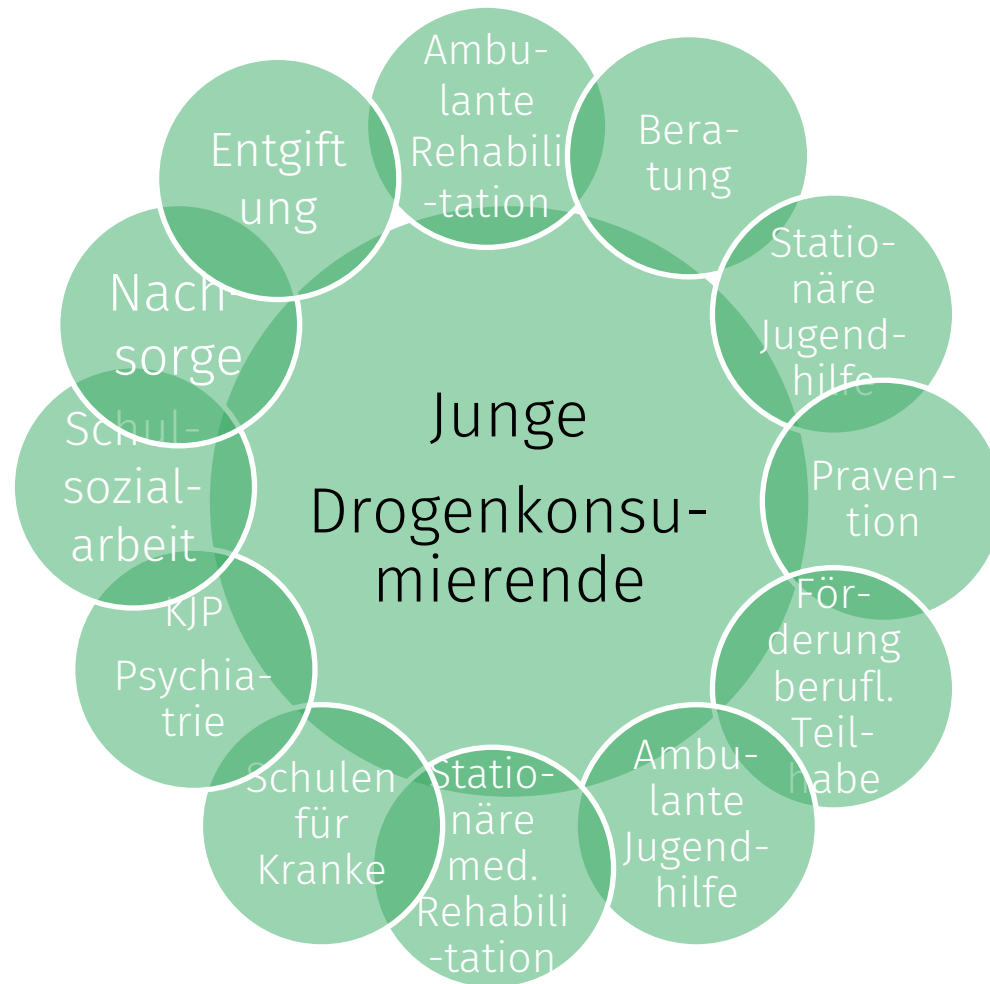 Ambu-
lante
Rehabili
-tation
Bera-
tung
Statio-
näre
Jugend-
hilfe
Praven-
tion
För-
derung
berufl.
Teil-
habe
Ambu-
lante
Jugend-
hilfe
Statio-
näre
med.
Rehabili
-tation
Schulen
für
Kranke
KJP
Psychia-
trie
Schul-
sozial-
arbeit
Nach-
sorge
Entgift
ung
Junge
Drogenkonsu-
mierende